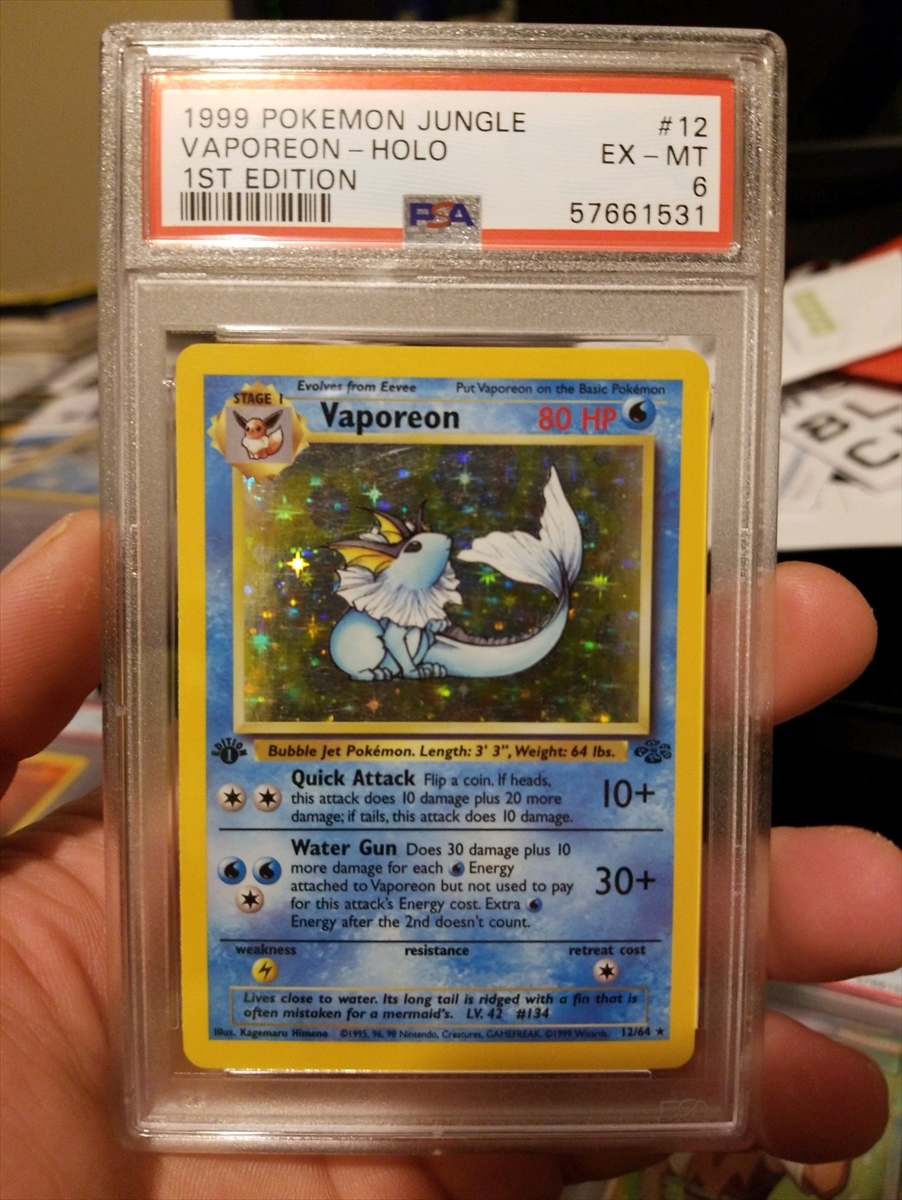 1999 POKEMON JUNGLE #12
VAPOREON - HOLO EX - MT
1ST EDITION 6
PSA 57661531
Evolves from Eevee Put Vaporeon on the Basic Pokémon
STAGE 1 Vaporeon 80 HP
EDITION 1
Bubble Jet Pokémon. Length: 3' 3", Weight: 64 lbs.
Quick Attack Flip a coin. If heads,
this attack does 10 damage plus 20 more
damage; if tails, this attack does 10 damage.
10+
Water Gun Does 30 damage plus 10
more damage for each Energy
attached to Vaporeon but not used to pay
for this attack's Energy cost. Extra
Energy after the 2nd doesn't count.
30+
weakness resistance retreat cost
Lives close to water. Its long tail is ridged with a fin that is
often mistaken for a mermaid's. LV. 42 #134
Illus. Kagemaru Himeno ©1995, 96, 98 Nintendo, Creatures, GAMEFREAK. ©1999 Wizards. 12/64 ★
PSA